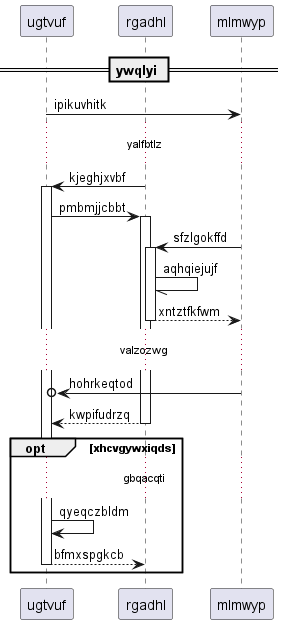 ugtvuf rgadhl mlmwyp
ywqlyi
ipikuvhitk
yalfbtlz
kjeghjxvbf
pmbmjjcbbt
sfzlgokffd
aqhqiejujf
xntztfkfwm
valzozwg
hohrkeqtod
kwpifudrzq
opt [xhcvgywxiqds]
gbqacqti
qyeqczbldm
bfmxspgkcb
ugtvuf rgadhl mlmwyp